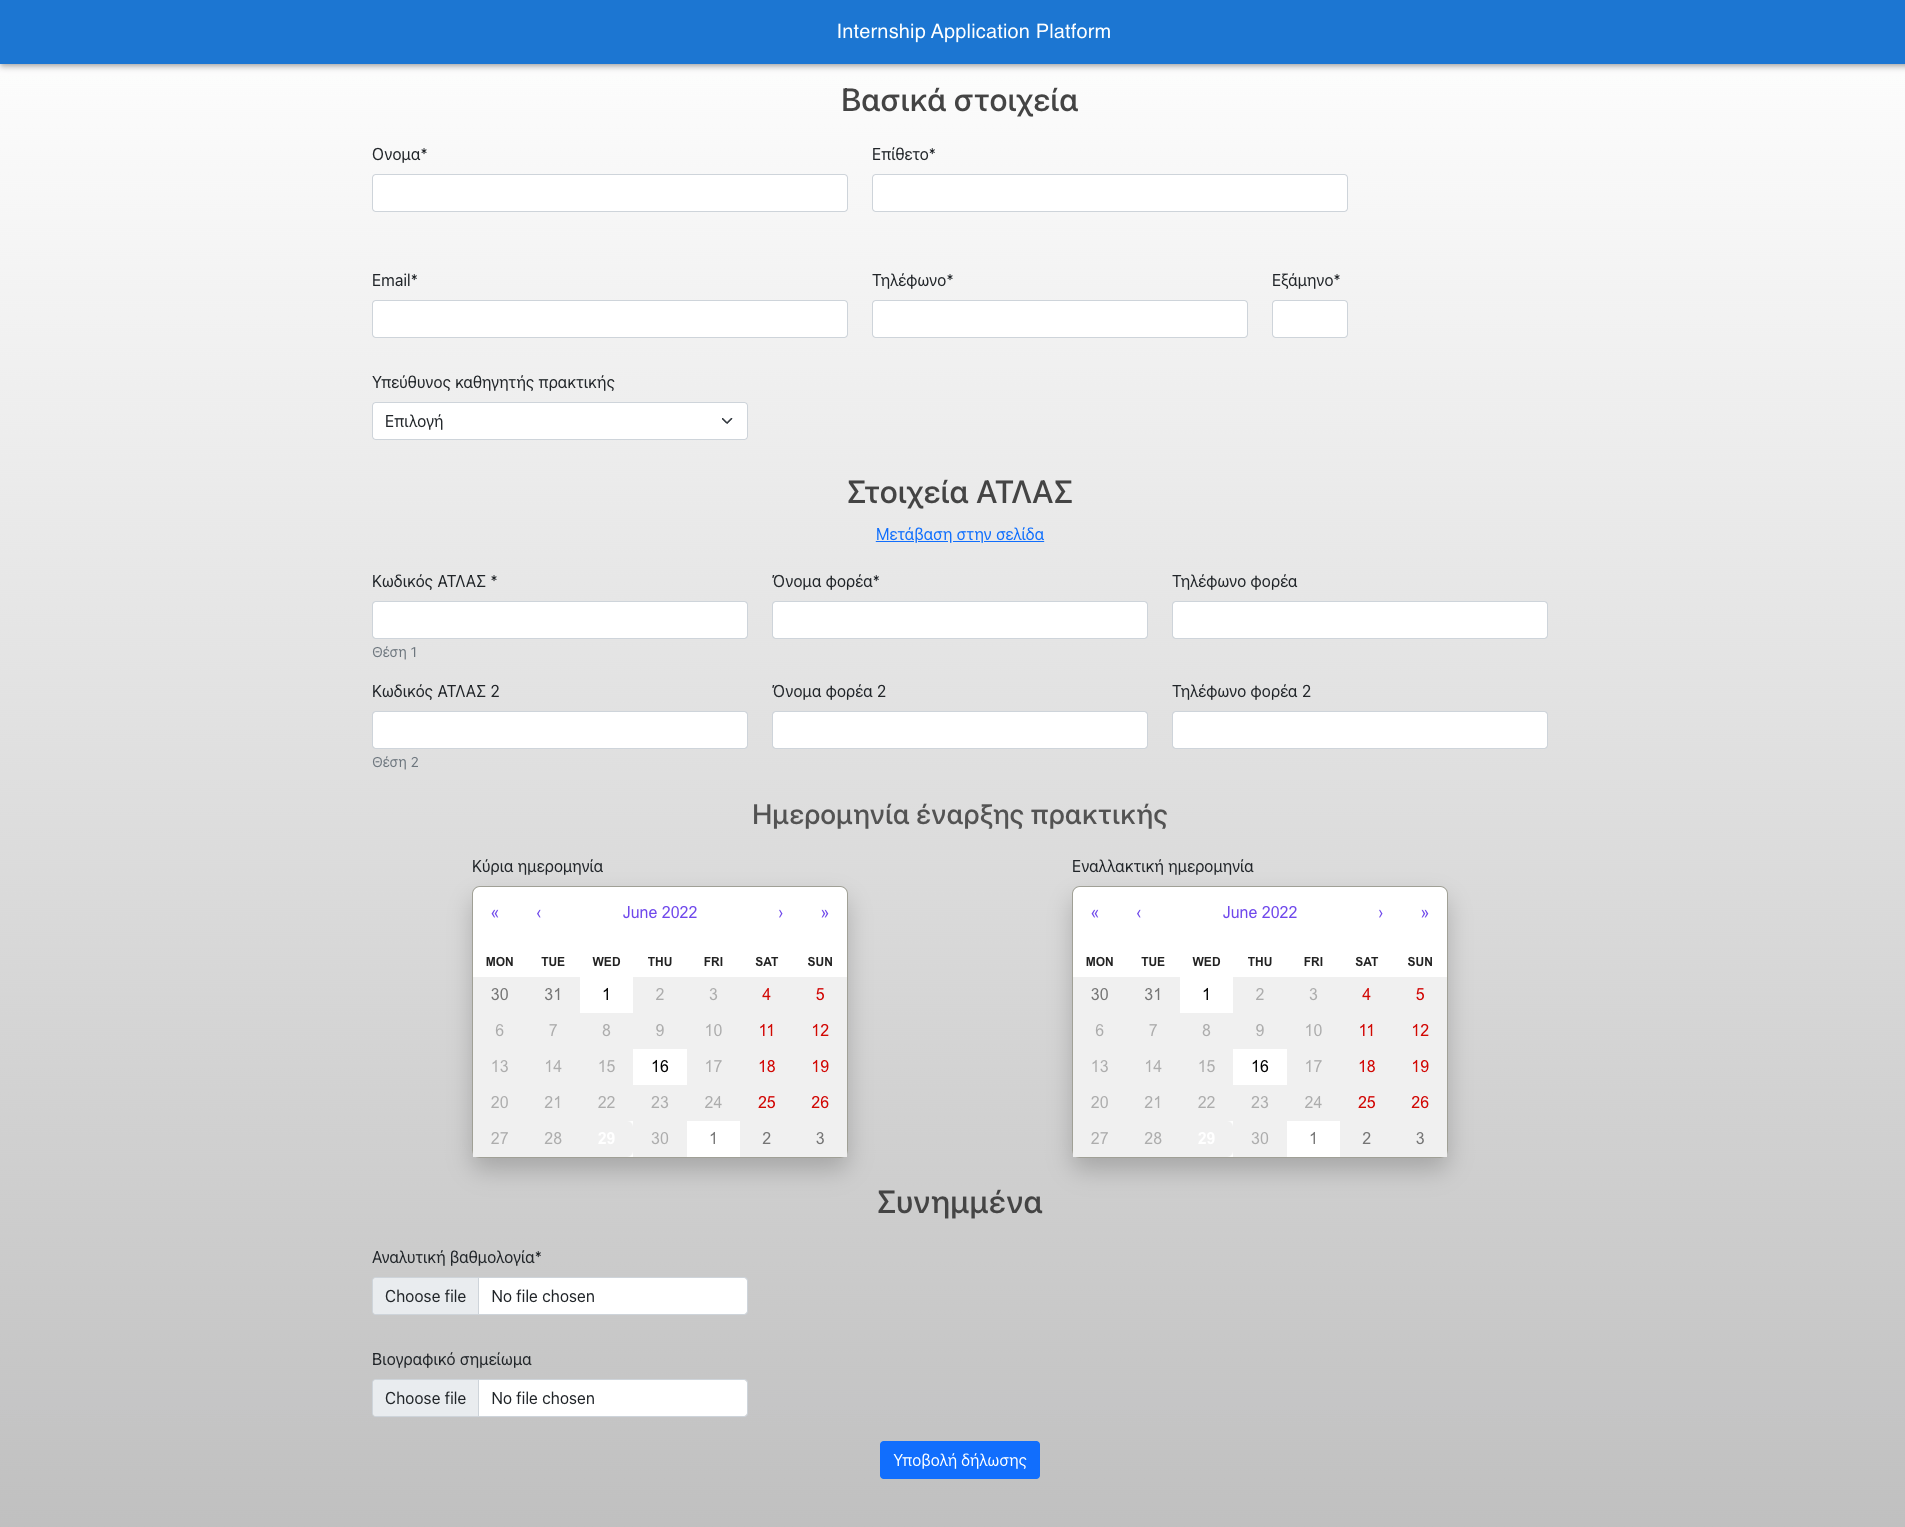 Internship Application Platform
Βασικά στοιχεία
Ονομα* Επίθετο*
Email* Τηλέφωνο* Εξάμηνο*
Υπεύθυνος καθηγητής πρακτικής
Επιλογή
Στοιχεία ΑΤΛΑΣ
Μετάβαση στην σελίδα
Κωδικός ΑΤΛΑΣ * Όνομα φορέα* Τηλέφωνο φορέα
Θέση 1
Κωδικός ΑΤΛΑΣ 2 Όνομα φορέα 2 Τηλέφωνο φορέα 2
Θέση 2
Ημερομηνία έναρξης πρακτικής
Κύρια ημερομηνία Εναλλακτική ημερομηνία
« ‹ June 2022 › » « ‹ June 2022 › »
MON TUE WED THU FRI SAT SUN MON TUE WED THU FRI SAT SUN
30 31 1 2 3 4 5 30 31 1 2 3 4 5
6 7 8 9 10 11 12 6 7 8 9 10 11 12
13 14 15 16 17 18 19 13 14 15 16 17 18 19
20 21 22 23 24 25 26 20 21 22 23 24 25 26
27 28 29 30 1 2 3 27 28 29 30 1 2 3
Συνημμένα
Αναλυτική βαθμολογία*
Choose file No file chosen
Βιογραφικό σημείωμα
Choose file No file chosen
Υποβολή δήλωσης